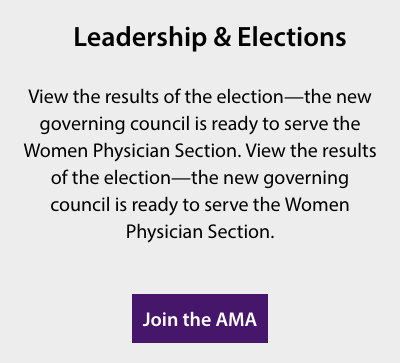 Leadership & Elections
View the results of the election—the new
governing council is ready to serve the
Women Physician Section. View the results
of the election—the new governing
council is ready to serve the Women
Physician Section.
Join the AMA